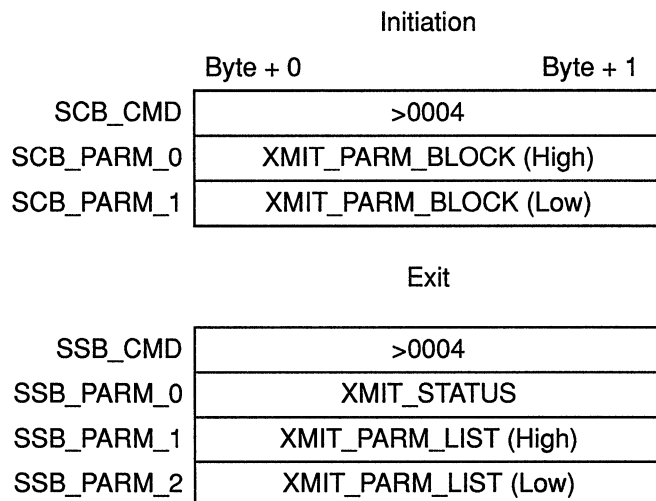 Initiation
Byte + 0 Byte + 1
SCB_CMD >0004
SCB_PARM_0 XMIT_PARM_BLOCK (High)
SCB_PARM_1 XMIT_PARM_BLOCK (Low)
Exit
SSB_CMD >0004
SSB_PARM_0 XMIT_STATUS
SSB_PARM_1 XMIT_PARM_LIST (High)
SSB_PARM_2 XMIT_PARM_LIST (Low)